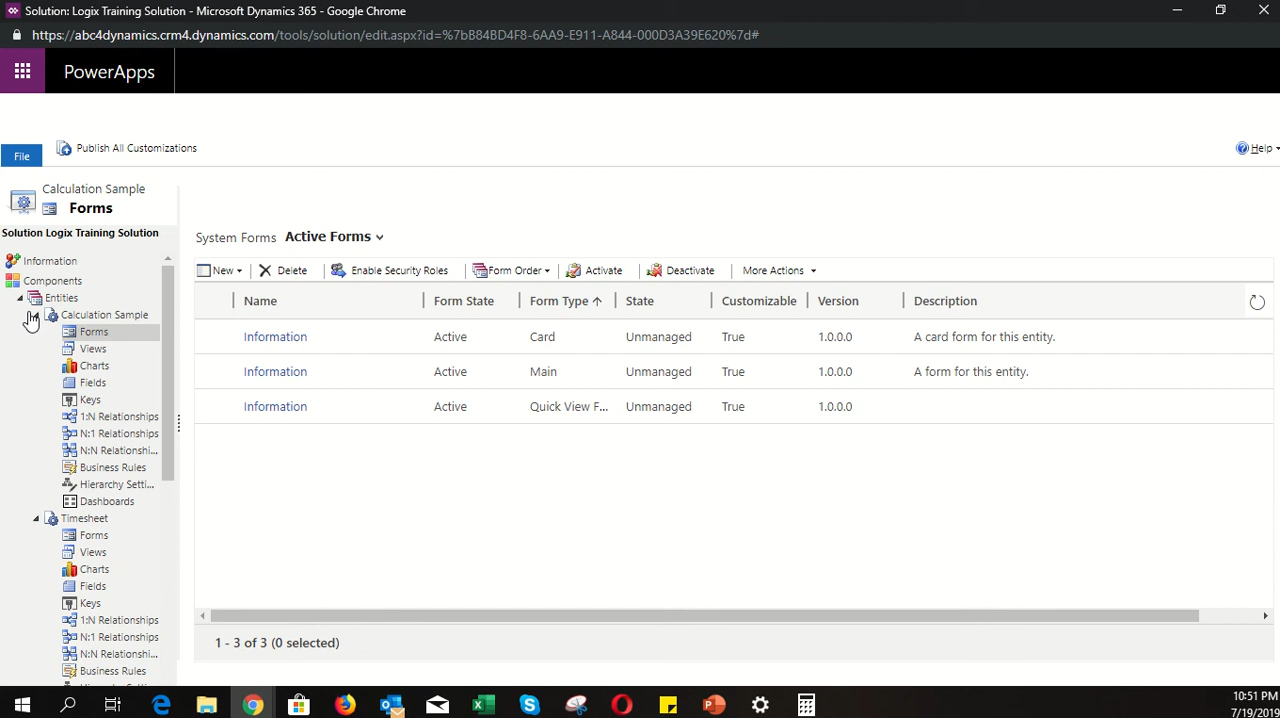 Solution: Logix Training Solution - Microsoft Dynamics 365 - Google Chrome
https://abc4dynamics.crm4.dynamics.com/tools/solution/edit.aspx?id=%7bB84BD4F8-6AA9-E911-A844-000D3A39E620%7d#
PowerApps
File
Publish All Customizations
Help
Calculation Sample
Forms
Solution Logix Training Solution
Information
Components
Entities
Calculation Sample
Forms
Views
Charts
Fields
Keys
1:N Relationships
N:1 Relationships
N:N Relationshi...
Business Rules
Hierarchy Setti...
Dashboards
Timesheet
Forms
Views
Charts
Fields
Keys
1:N Relationships
N:1 Relationships
N:N Relationshi...
Business Rules
System Forms Active Forms
New Delete Enable Security Roles Form Order Activate Deactivate More Actions
Name Form State Form Type State Customizable Version Description
Information Active Card Unmanaged True 1.0.0.0 A card form for this entity.
Information Active Main Unmanaged True 1.0.0.0 A form for this entity.
Information Active Quick View F... Unmanaged True 1.0.0.0
1 - 3 of 3 (0 selected)
10:51 PM
7/19/2019